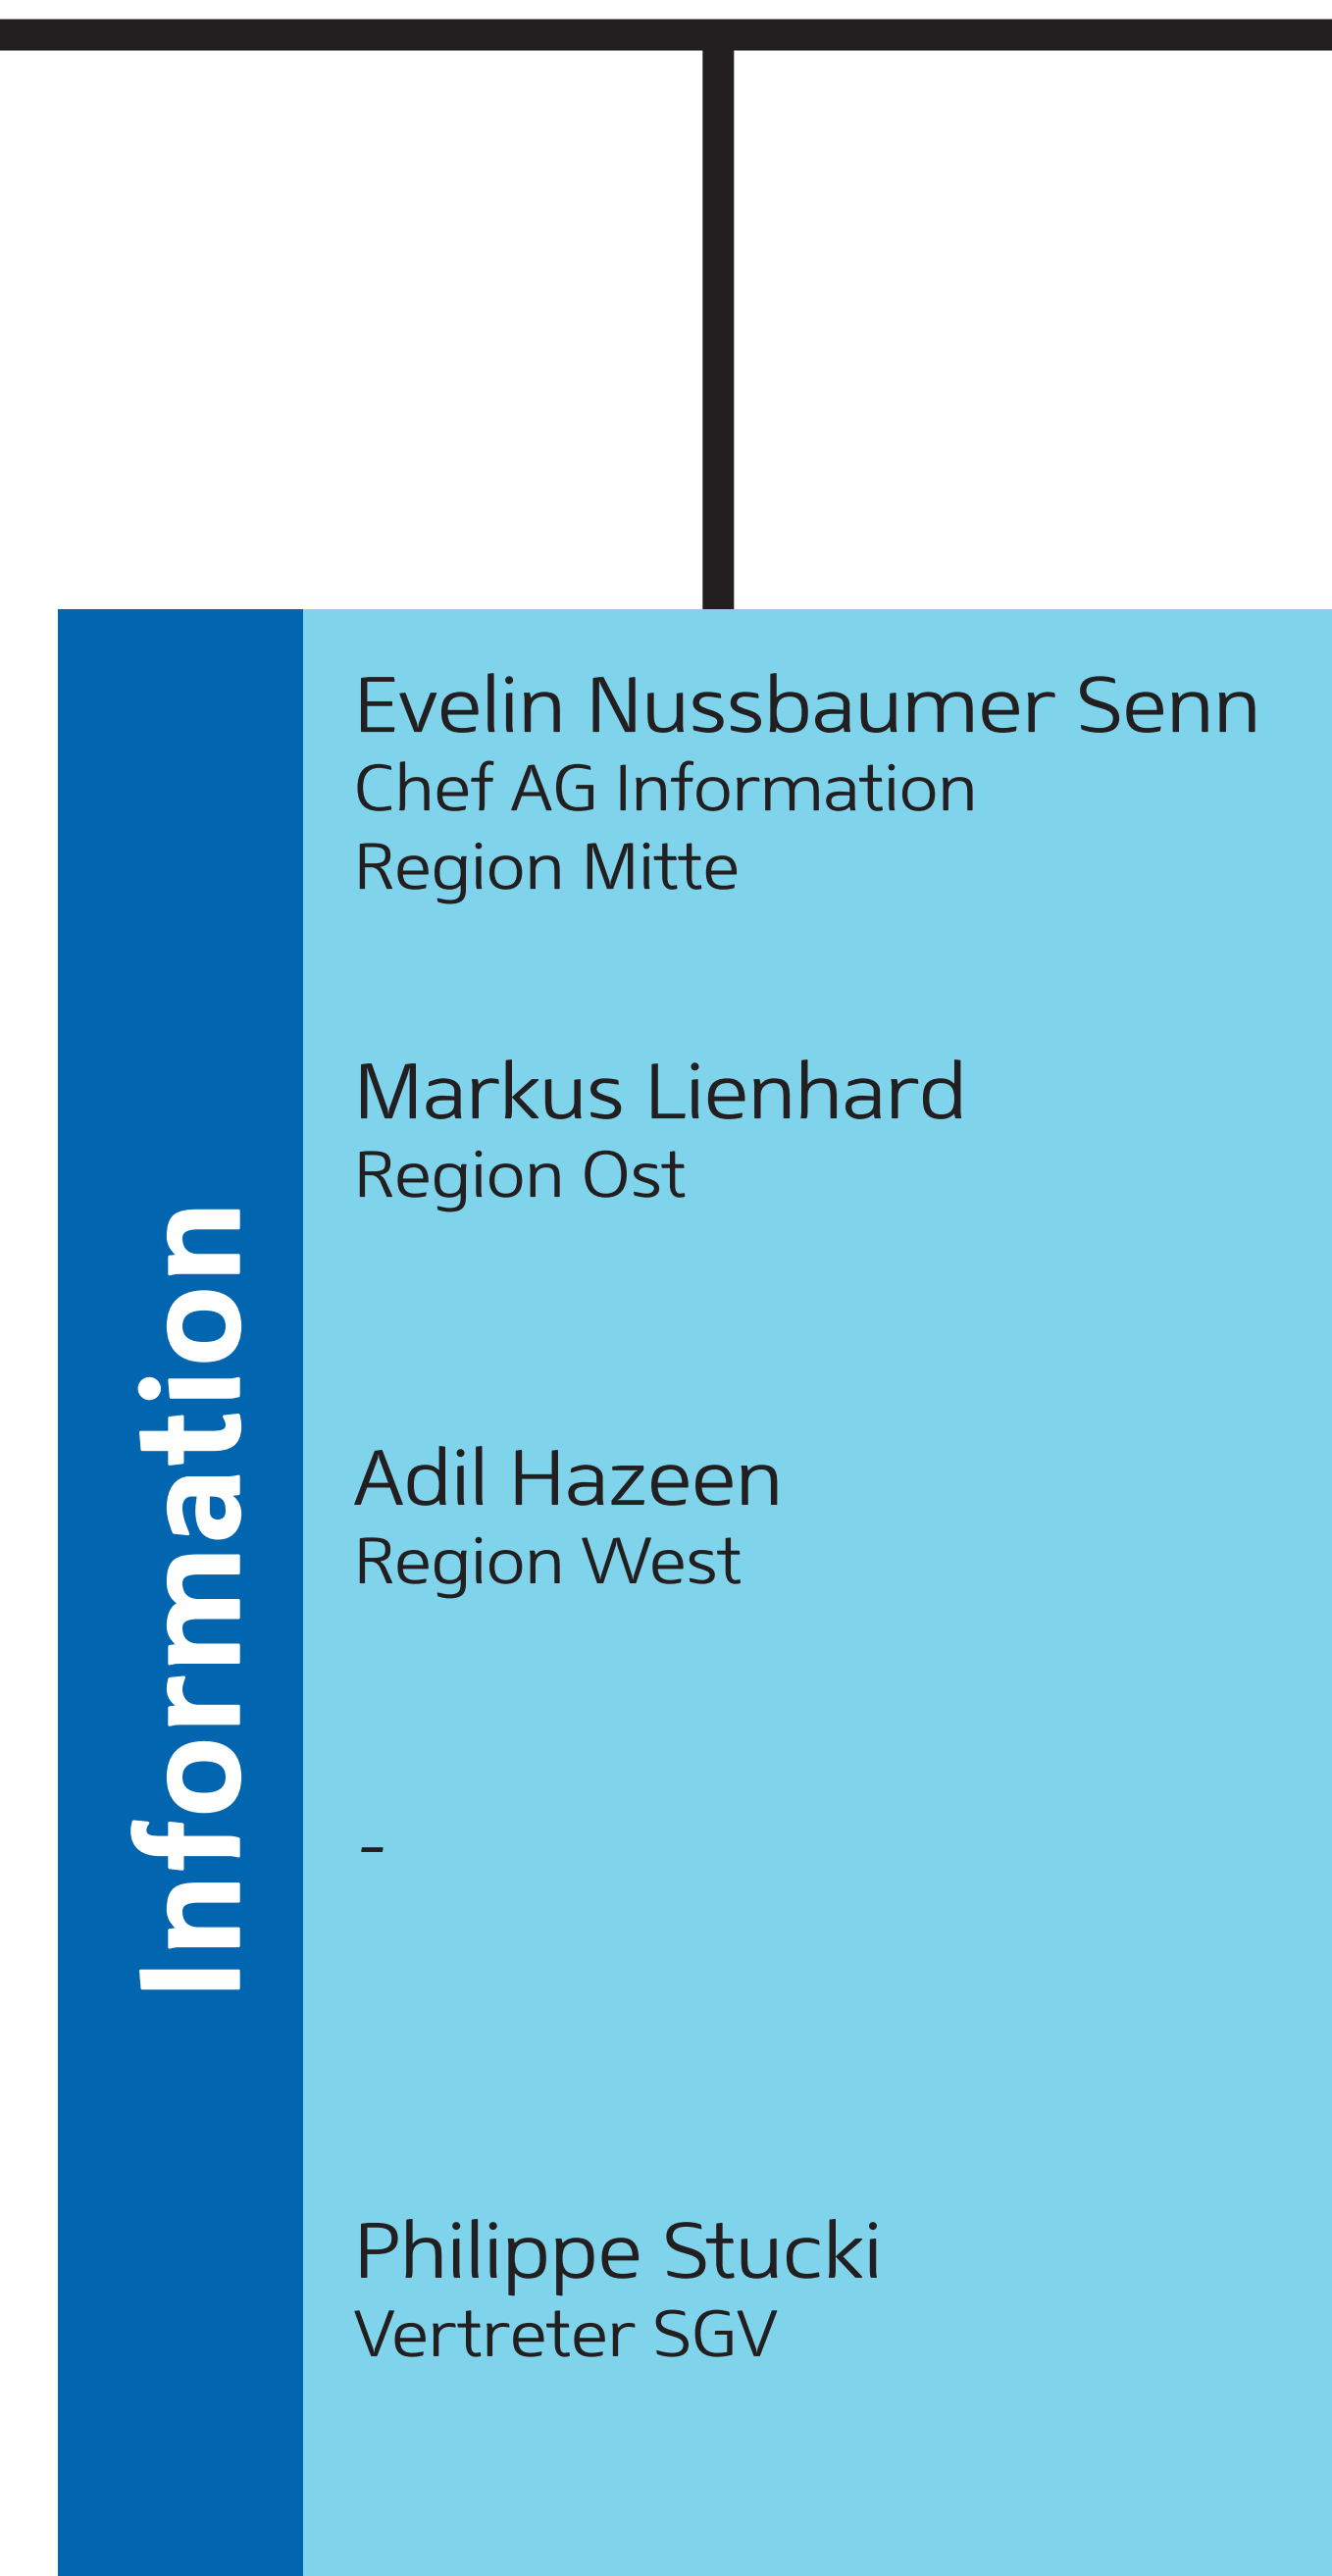 Information
Evelin Nussbaumer Senn
Chef AG Information
Region Mitte
Markus Lienhard
Region Ost
Adil Hazeen
Region West
-
Philippe Stucki
Vertreter SGV